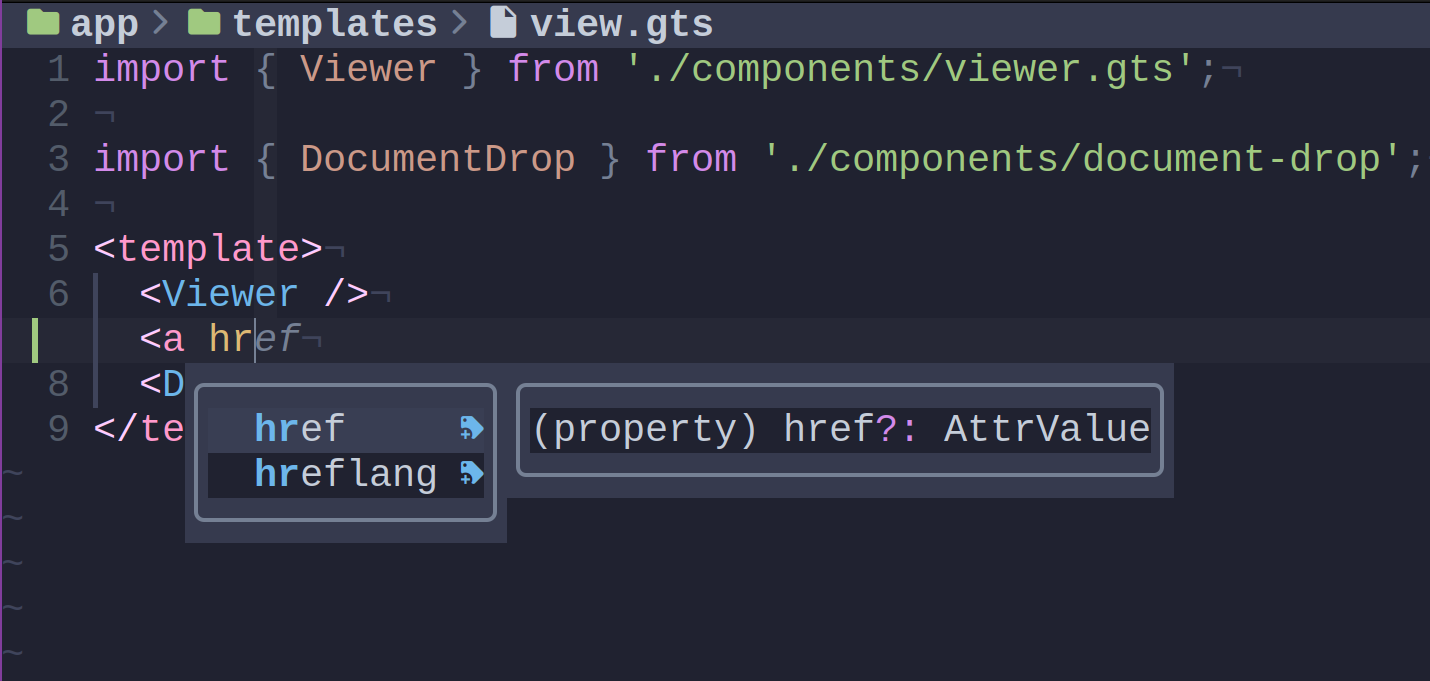 app > templates > view.gts
1 import { Viewer } from './components/viewer.gts';¬
2 ¬
3 import { DocumentDrop } from './components/document-drop';
4 ¬
5 <template>¬
6 <Viewer />¬
<a href¬
8 <D
href (property) href?: AttrValue
9 </te
hreflang
~
~
~
~
~